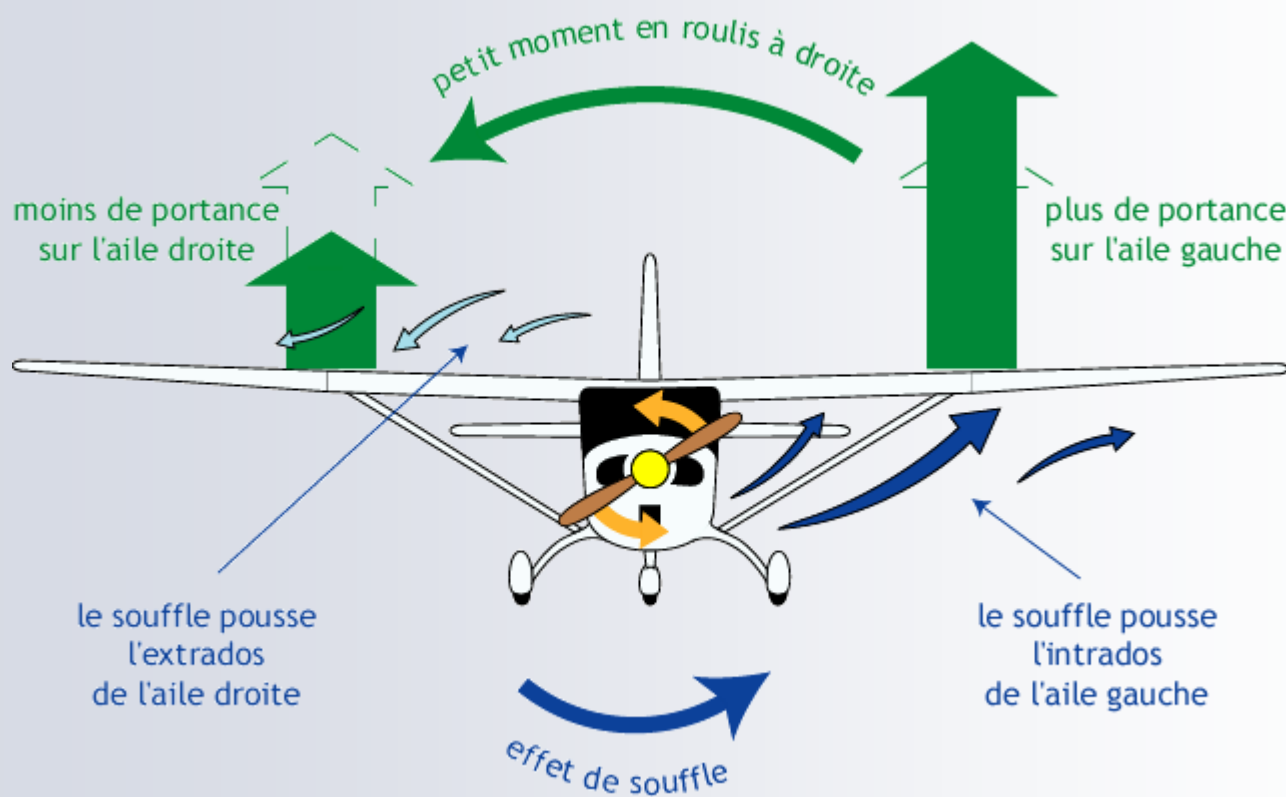 petit moment en roulis à droite
moins de portance
sur l'aile droite
plus de portance
sur l'aile gauche
le souffle pousse
l'extrados
de l'aile droite
le souffle pousse
l'intrados
de l'aile gauche
effet de souffle